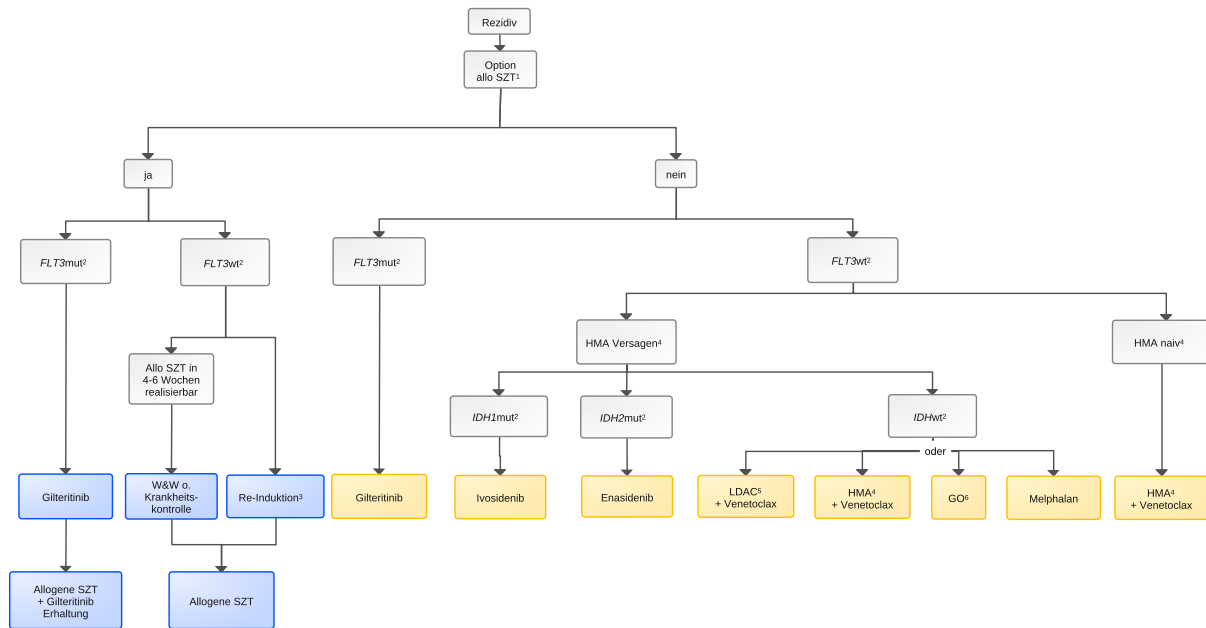 Rezidiv
Option
allo SZT¹
ja
nein
FLT3mut²
FLT3wt²
FLT3mut²
FLT3wt²
HMA Versagen⁴
HMA naiv⁴
Allo SZT in
4-6 Wochen
realisierbar
IDH1mut²
IDH2mut²
IDHwt²
oder
Gilteritinib
W&W o.
Krankheits-
kontrolle
Re-Induktion³
Gilteritinib
Ivosidenib
Enasidenib
LDAC⁵
+ Venetoclax
HMA⁴
+ Venetoclax
GO⁶
Melphalan
HMA⁴
+ Venetoclax
Allogene SZT
+ Gilteritinib
Erhaltung
Allogene SZT